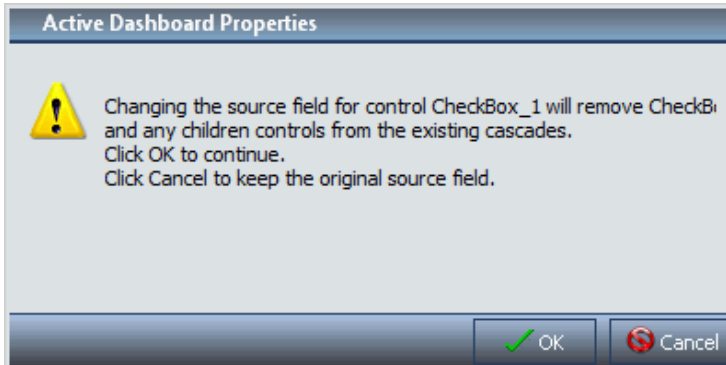 Active Dashboard Properties
Changing the source field for control CheckBox_1 will remove
and any children controls from the existing cascades.
Click OK to continue.
Click Cancel to keep the original source field.
OK
Cancel